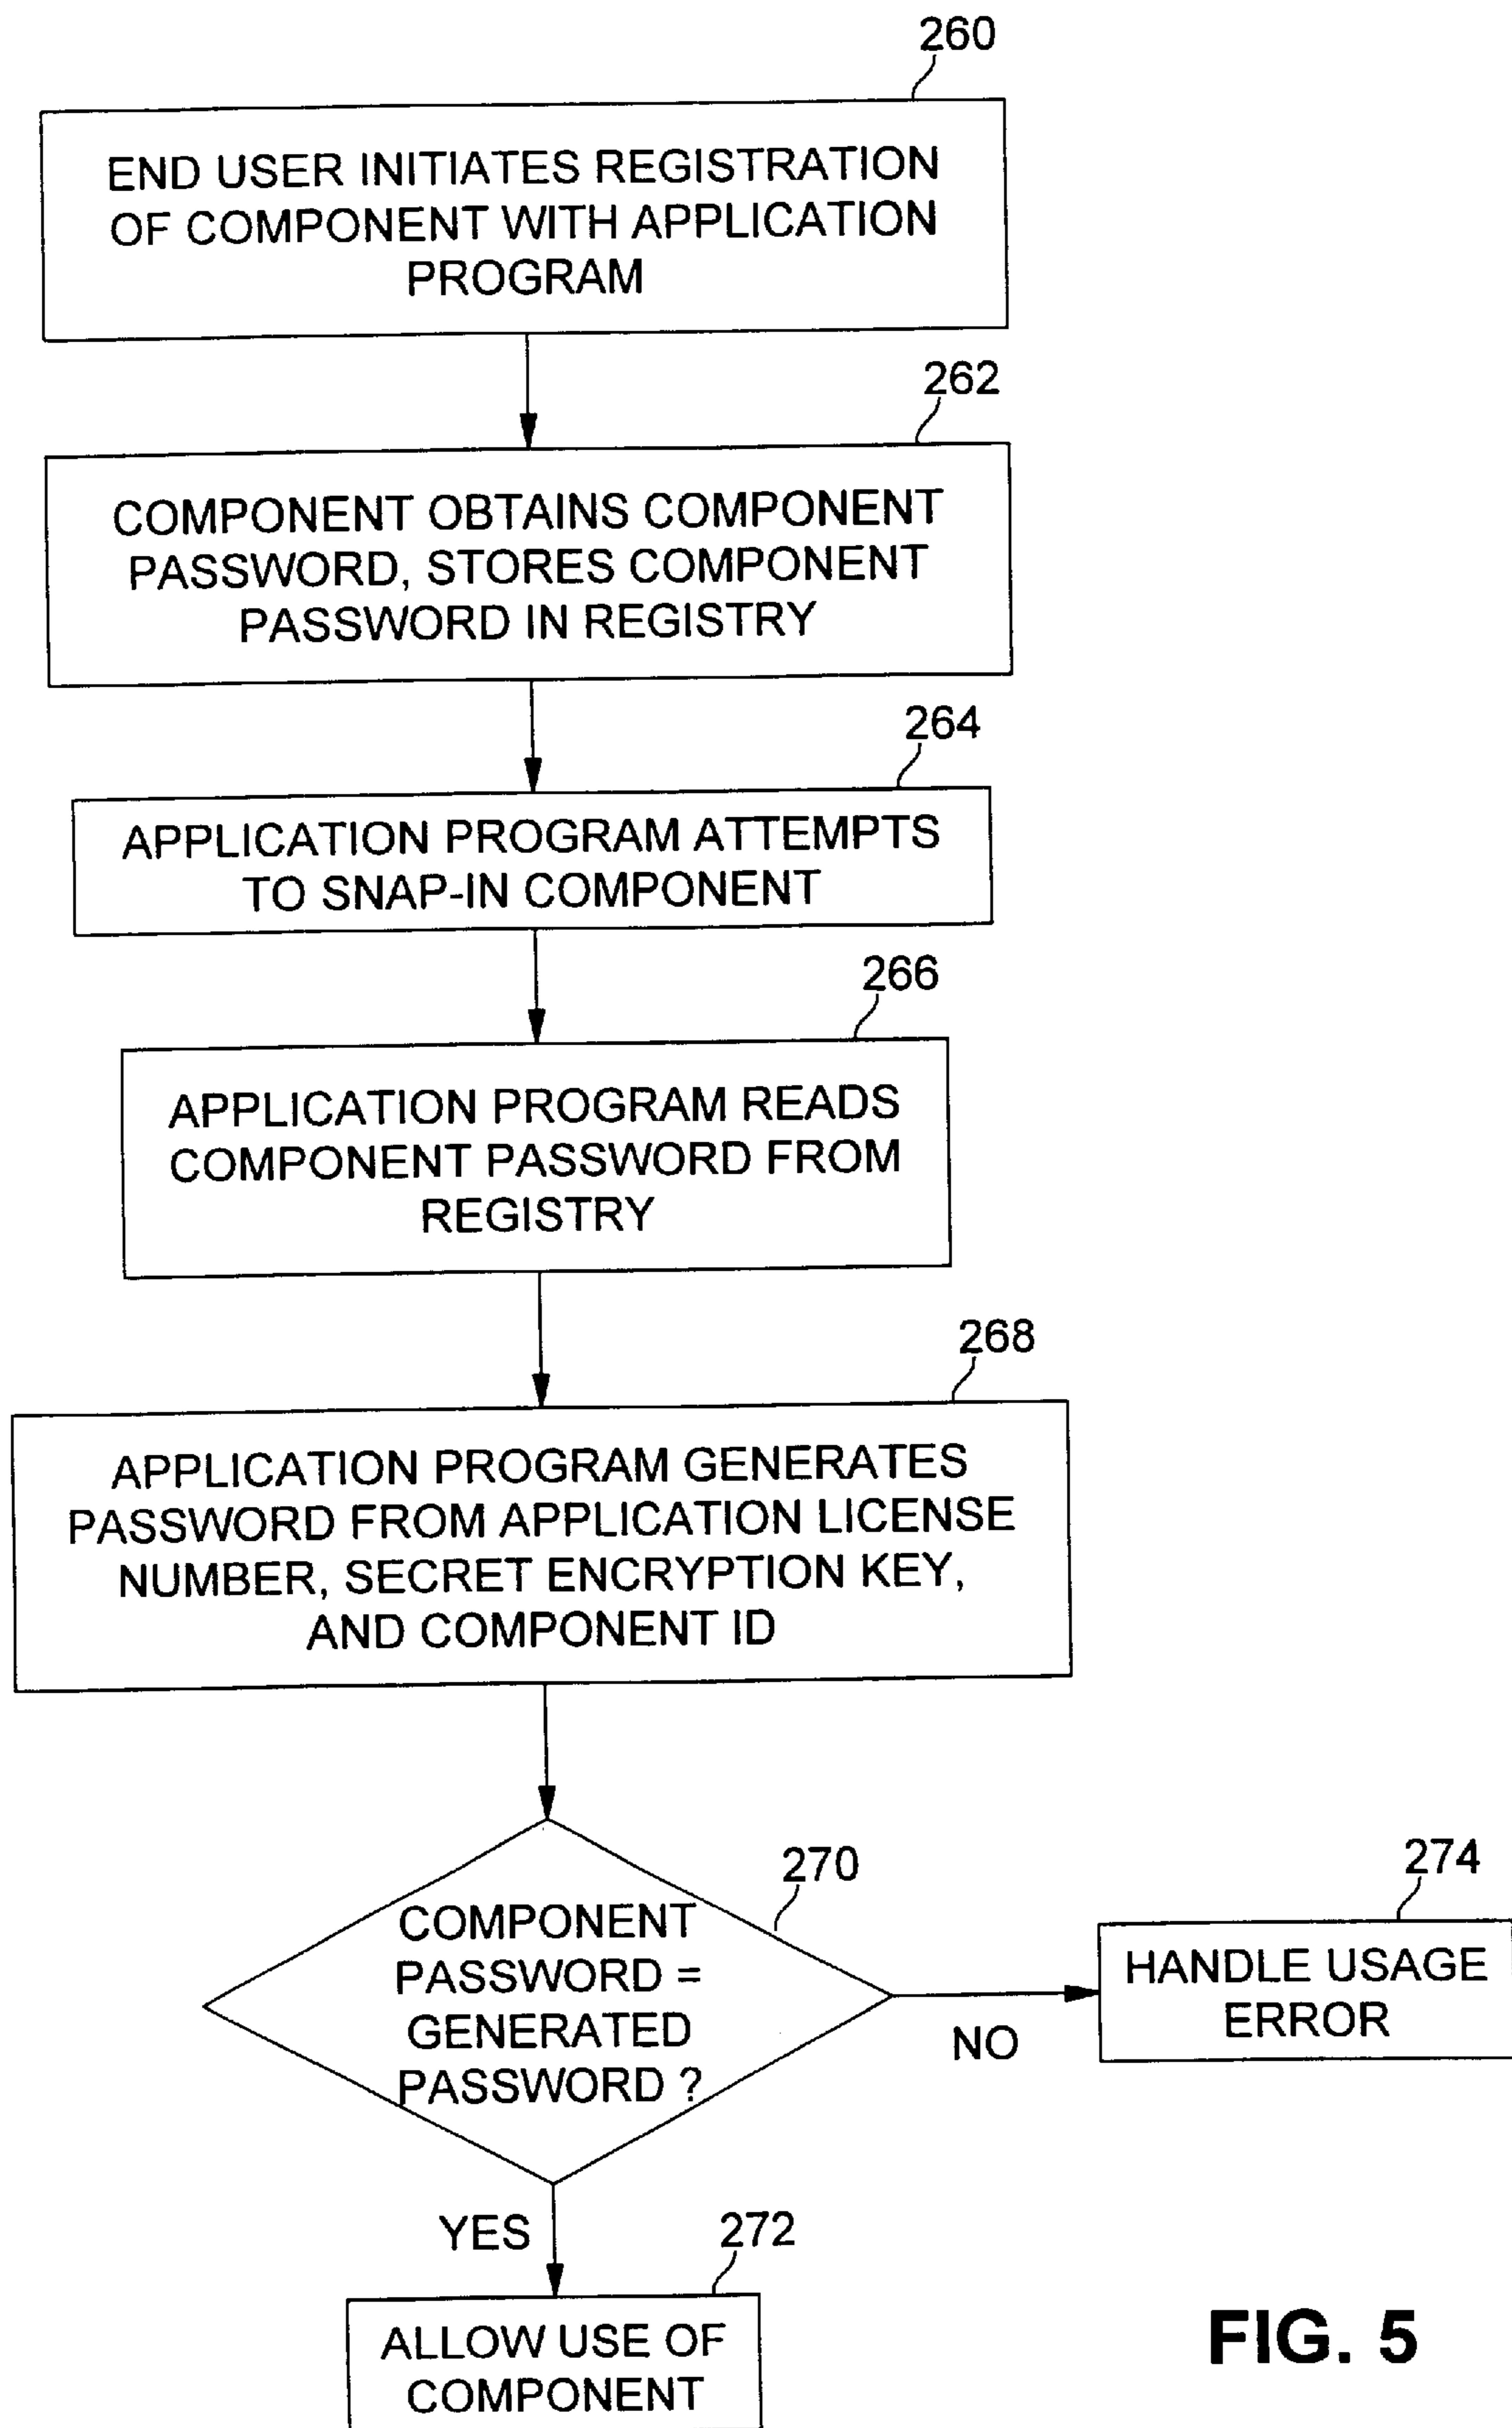 260
END USER INITIATES REGISTRATION
OF COMPONENT WITH APPLICATION
PROGRAM
262
COMPONENT OBTAINS COMPONENT
PASSWORD, STORES COMPONENT
PASSWORD IN REGISTRY
264
APPLICATION PROGRAM ATTEMPTS
TO SNAP-IN COMPONENT
266
APPLICATION PROGRAM READS
COMPONENT PASSWORD FROM
REGISTRY
268
APPLICATION PROGRAM GENERATES
PASSWORD FROM APPLICATION LICENSE
NUMBER, SECRET ENCRYPTION KEY,
AND COMPONENT ID
270
COMPONENT
PASSWORD =
GENERATED
PASSWORD ?
NO
274
HANDLE USAGE
ERROR
YES
272
ALLOW USE OF
COMPONENT
FIG. 5